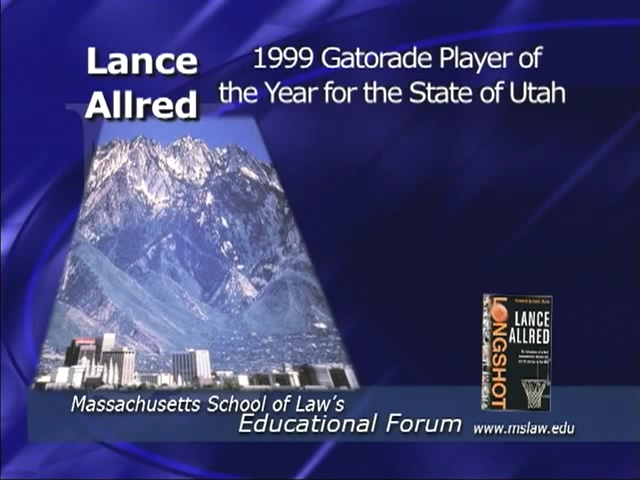 Lance
Allred
1999 Gatorade Player of
the Year for the State of Utah
LONGSHOT
LANCE
ALLRED
Massachusetts School of Law's
Educational Forum
www.mslaw.edu